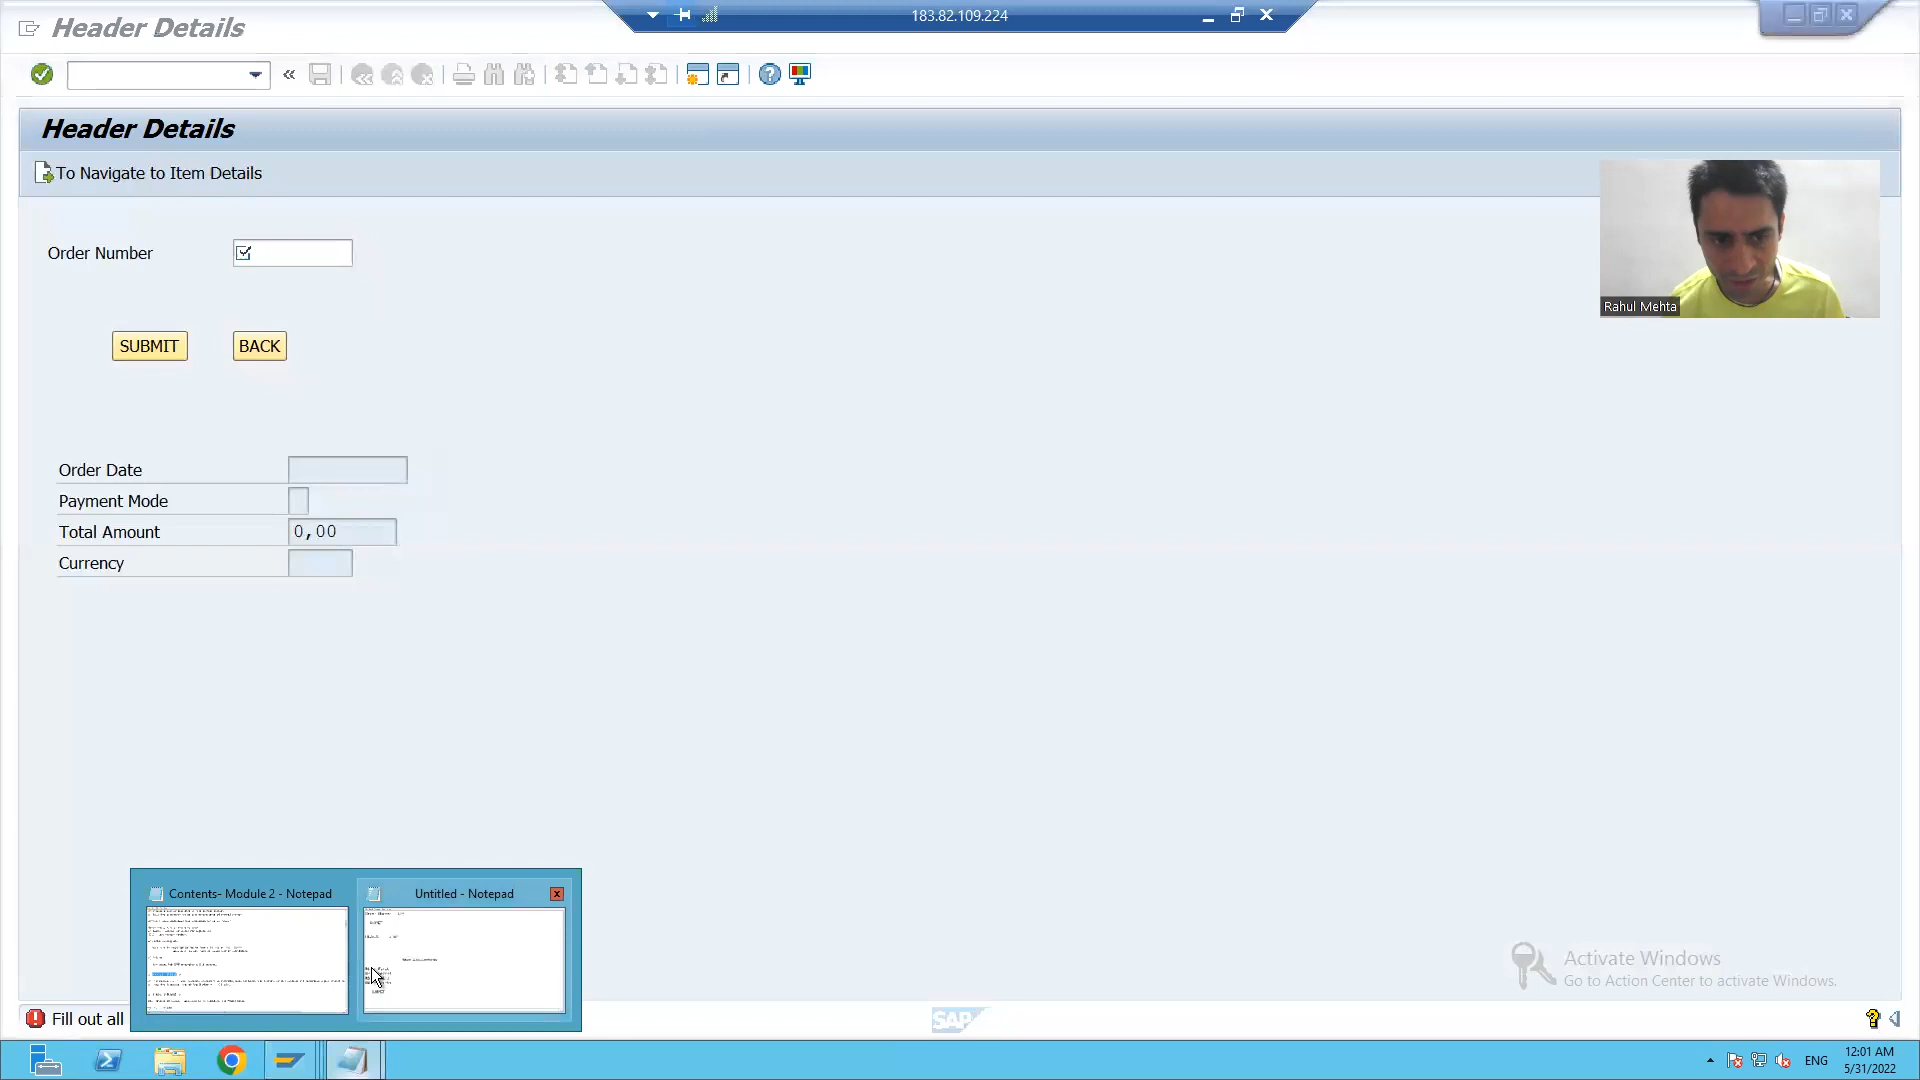 183.82.109.224
Header Details
Header Details
To Navigate to Item Details
Order Number
Rahul Mehta
SUBMIT
BACK
Order Date
Payment Mode
Total Amount
0,00
Currency
Contents- Module 2 - Notepad
Untitled - Notepad
Activate Windows
Go to Action Center to activate Windows.
Fill out all
SAP
ENG
12:01 AM
5/31/2022